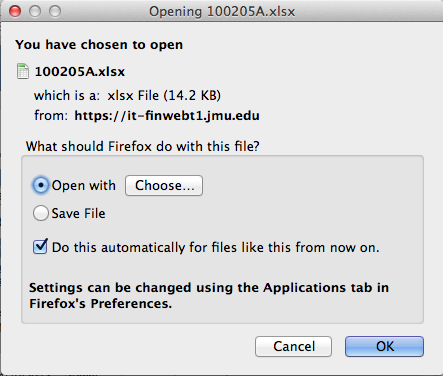 Opening 100205A.xlsx
You have chosen to open
100205A.xlsx
which is a: xlsx File (14.2 KB)
from: https://it-finwebt1.jmu.edu
What should Firefox do with this file?
Open with Choose...
Save File
Do this automatically for files like this from now on.
Settings can be changed using the Applications tab in
Firefox's Preferences.
Cancel OK